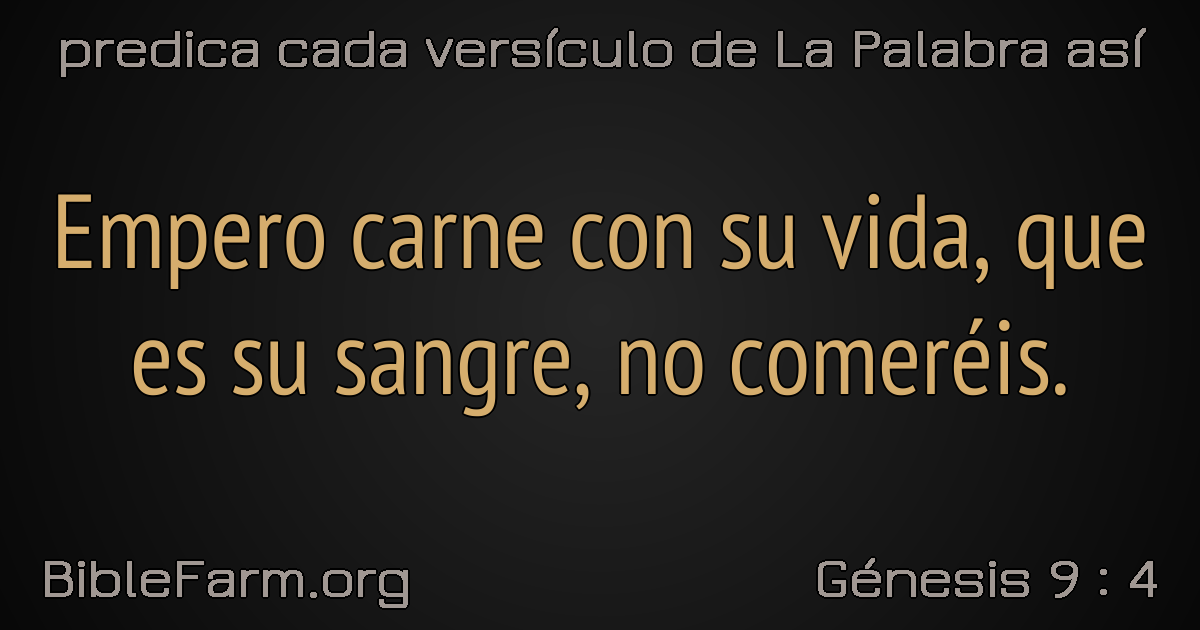 predica cada versículo de La Palabra así
Empero carne con su vida, que
es su sangre, no comeréis.
BibleFarm.org
Génesis 9 : 4